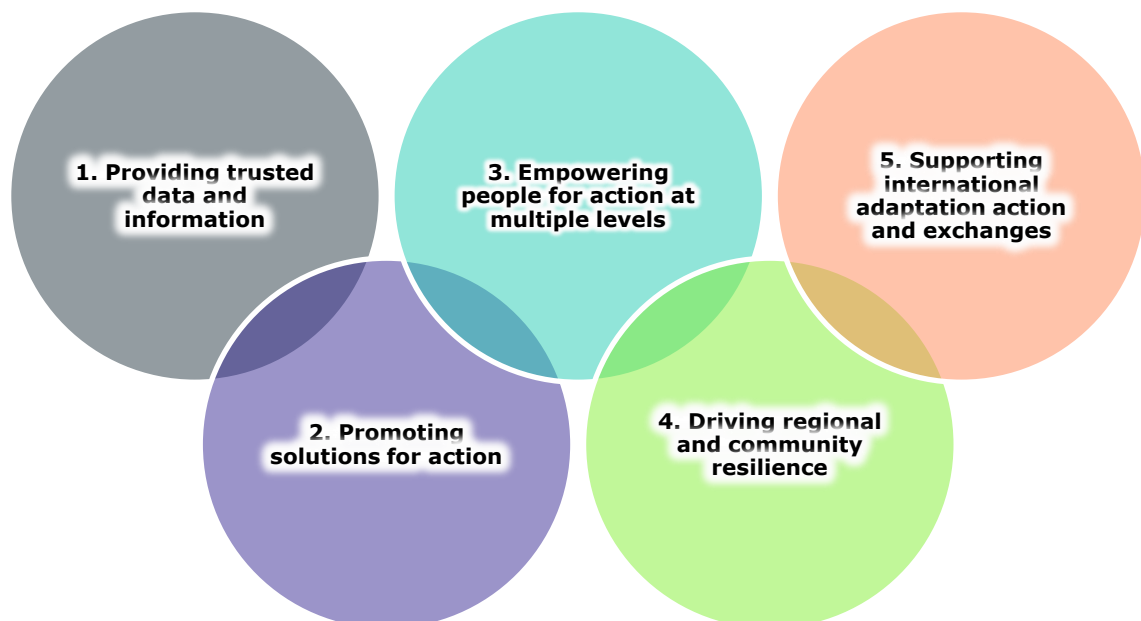 1. Providing trusted
data and
information
2. Promoting
solutions for action
3. Empowering
people for action at
multiple levels
4. Driving regional
and community
resilience
5. Supporting
international
adaptation action
and exchanges